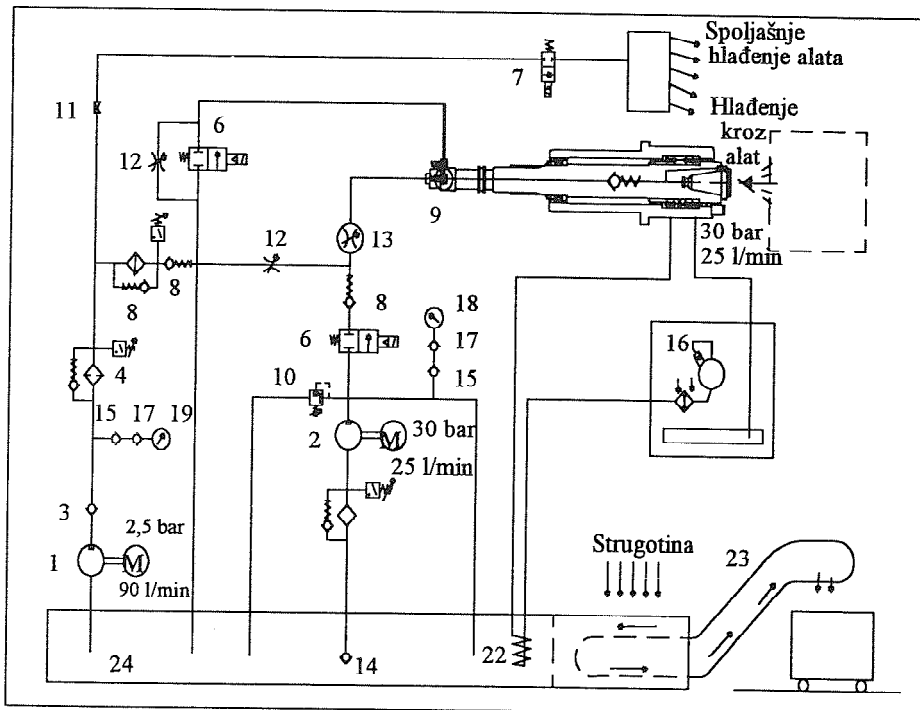 Spoljašnje
hlađenje alata
7
11
6
Hlađenje
kroz
alat
12
9
13
12
30 bar
25 l/min
8
8
8
18
6
17
16
4
10
15
15
17
19
2
M
30 bar
25 l/min
3
2,5 bar
1
M
90 l/min
Strugotina
23
24
14
22